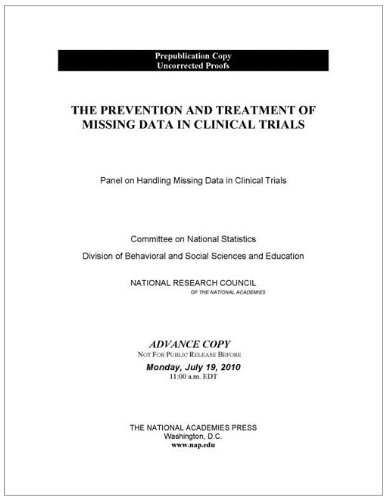 Prepublication Copy
Uncorrected Proofs
THE PREVENTION AND TREATMENT OF
MISSING DATA IN CLINICAL TRIALS
Panel on Handling Missing Data in Clinical Trials
Committee on National Statistics
Division of Behavioral and Social Sciences and Education
NATIONAL RESEARCH COUNCIL
OF THE NATIONAL ACADEMIES
ADVANCE COPY
NOT FOR PUBLIC RELEASE BEFORE
Monday, July 19, 2010
11:00 a.m. EDT
THE NATIONAL ACADEMIES PRESS
Washington, D.C.
www.nap.edu